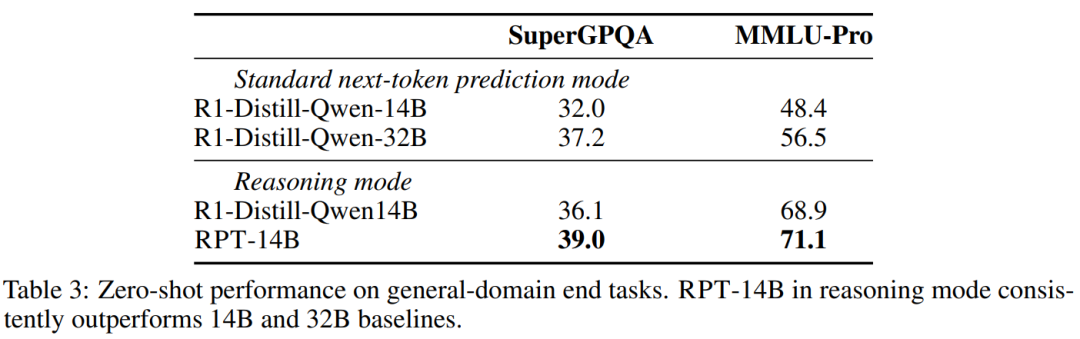 SuperGPQA MMLU-Pro
Standard next-token prediction mode
R1-Distill-Qwen-14B 32.0 48.4
R1-Distill-Qwen-32B 37.2 56.5
Reasoning mode
R1-Distill-Qwen14B 36.1 68.9
RPT-14B 39.0 71.1
Table 3: Zero-shot performance on general-domain end tasks. RPT-14B in reasoning mode consis-
tently outperforms 14B and 32B baselines.